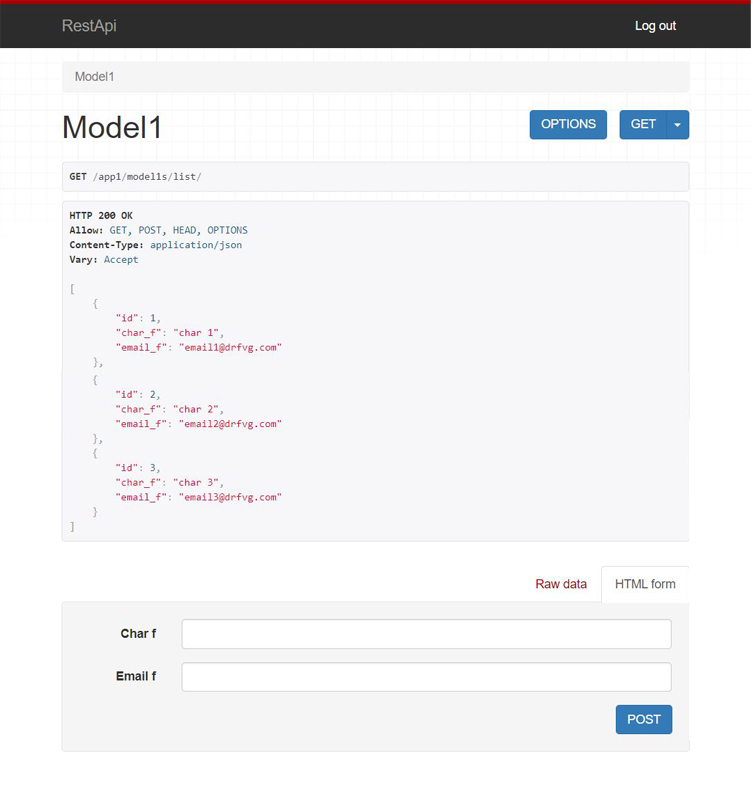 RestApi Log out
Model1
Model1 OPTIONS GET
GET /app1/model1s/list/
HTTP 200 OK
Allow: GET, POST, HEAD, OPTIONS
Content-Type: application/json
Vary: Accept
[
    {
        "id": 1,
        "char_f": "char 1",
        "email_f": "email1@drfvg.com"
    },
    {
        "id": 2,
        "char_f": "char 2",
        "email_f": "email2@drfvg.com"
    },
    {
        "id": 3,
        "char_f": "char 3",
        "email_f": "email3@drfvg.com"
    }
]
Raw data HTML form
Char f
Email f
POST